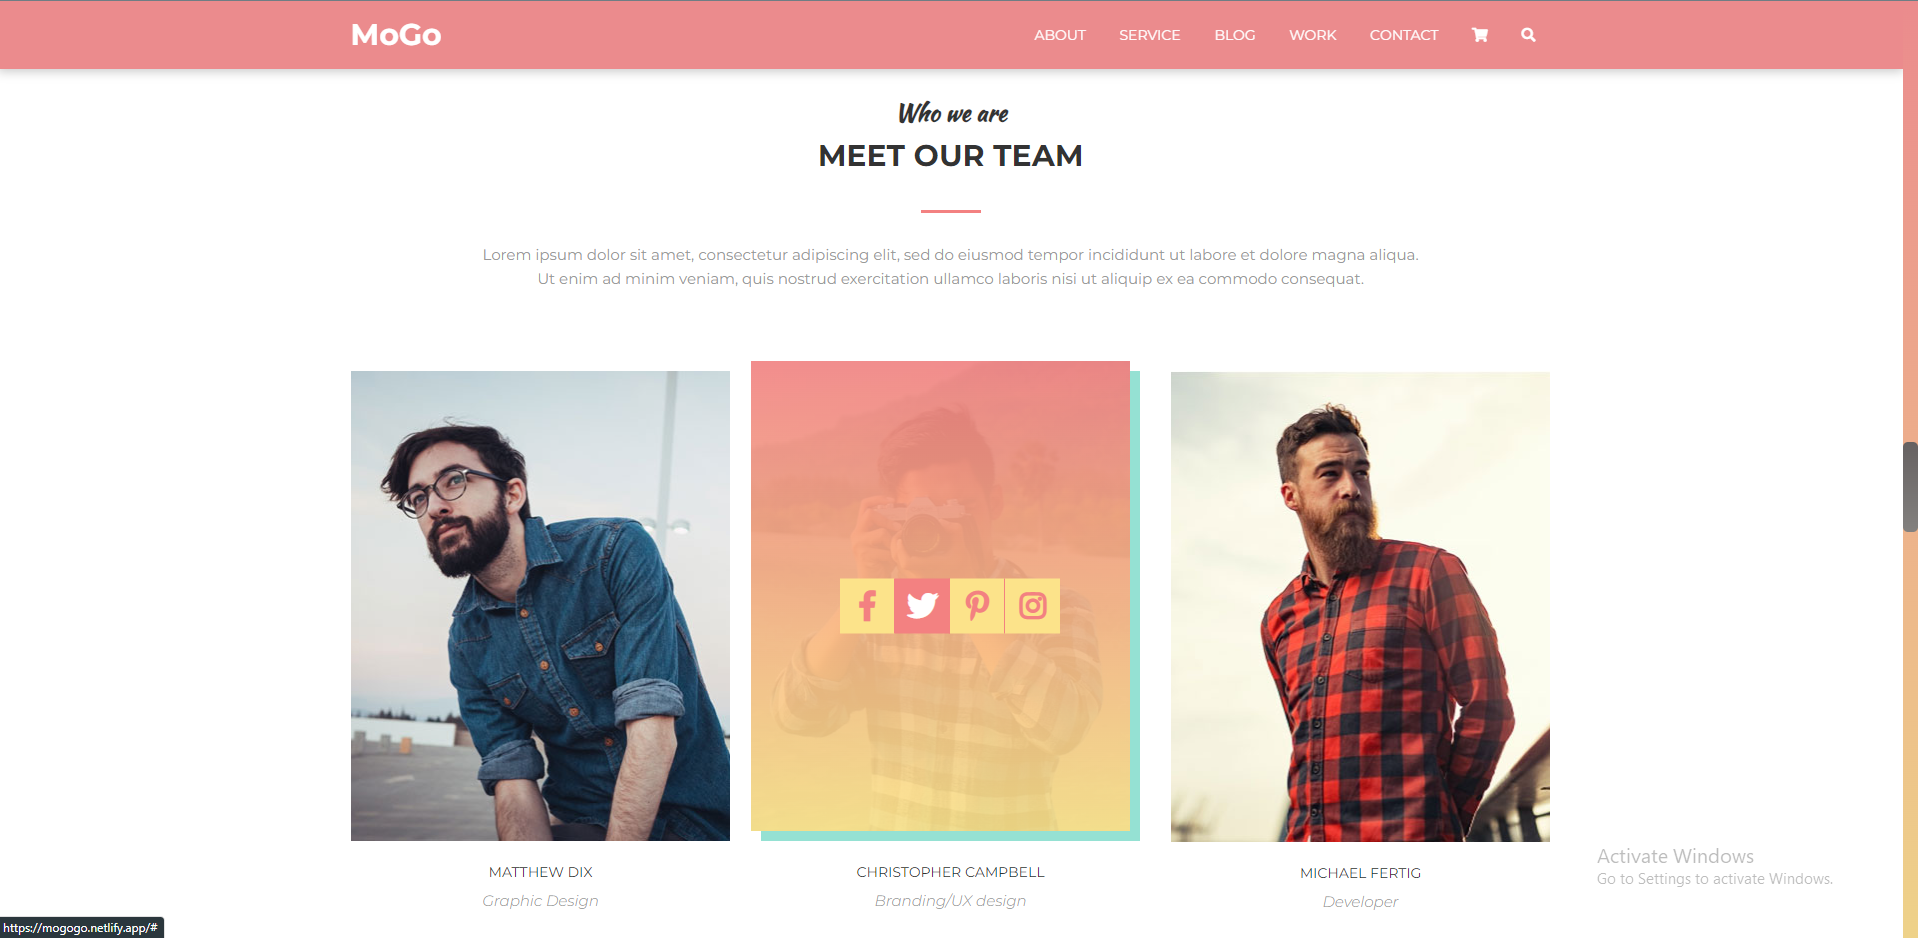 MoGo
ABOUT SERVICE BLOG WORK CONTACT
Who we are
MEET OUR TEAM
Lorem ipsum dolor sit amet, consectetur adipiscing elit, sed do eiusmod tempor incididunt ut labore et dolore magna aliqua.
Ut enim ad minim veniam, quis nostrud exercitation ullamco laboris nisi ut aliquip ex ea commodo consequat.
MATTHEW DIX
Graphic Design
CHRISTOPHER CAMPBELL
Branding/UX design
MICHAEL FERTIG
Developer
Activate Windows
Go to Settings to activate Windows.
https://mogogo.netlify.app/#